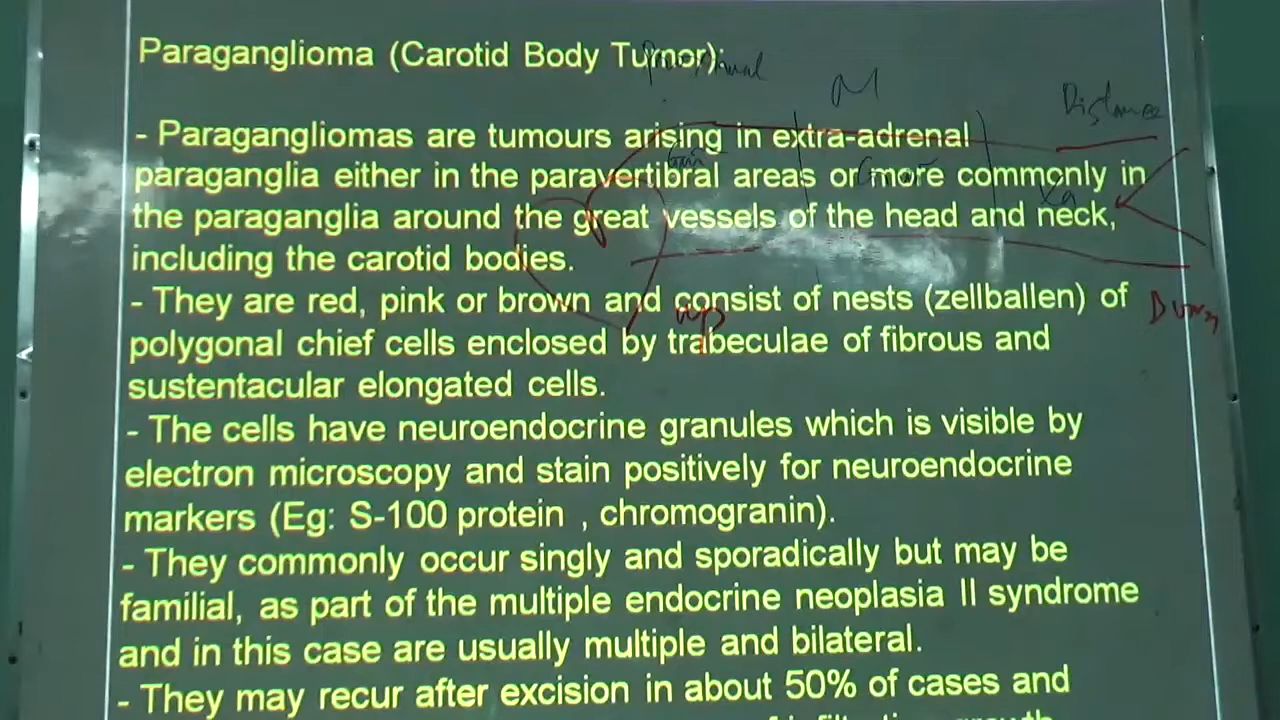 Paraganglioma (Carotid Body Tumor):
- Paragangliomas are tumours arising in extra-adrenal
paraganglia either in the paravertibral areas or more commonly in
the paraganglia around the great vessels of the head and neck,
including the carotid bodies.
- They are red, pink or brown and consist of nests (zellballen) of
polygonal chief cells enclosed by trabeculae of fibrous and
sustentacular elongated cells.
- The cells have neuroendocrine granules which is visible by
electron microscopy and stain positively for neuroendocrine
markers (Eg: S-100 protein , chromogranin).
- They commonly occur singly and sporadically but may be
familial, as part of the multiple endocrine neoplasia II syndrome
and in this case are usually multiple and bilateral.
- They may recur after excision in about 50% of cases and
M
up